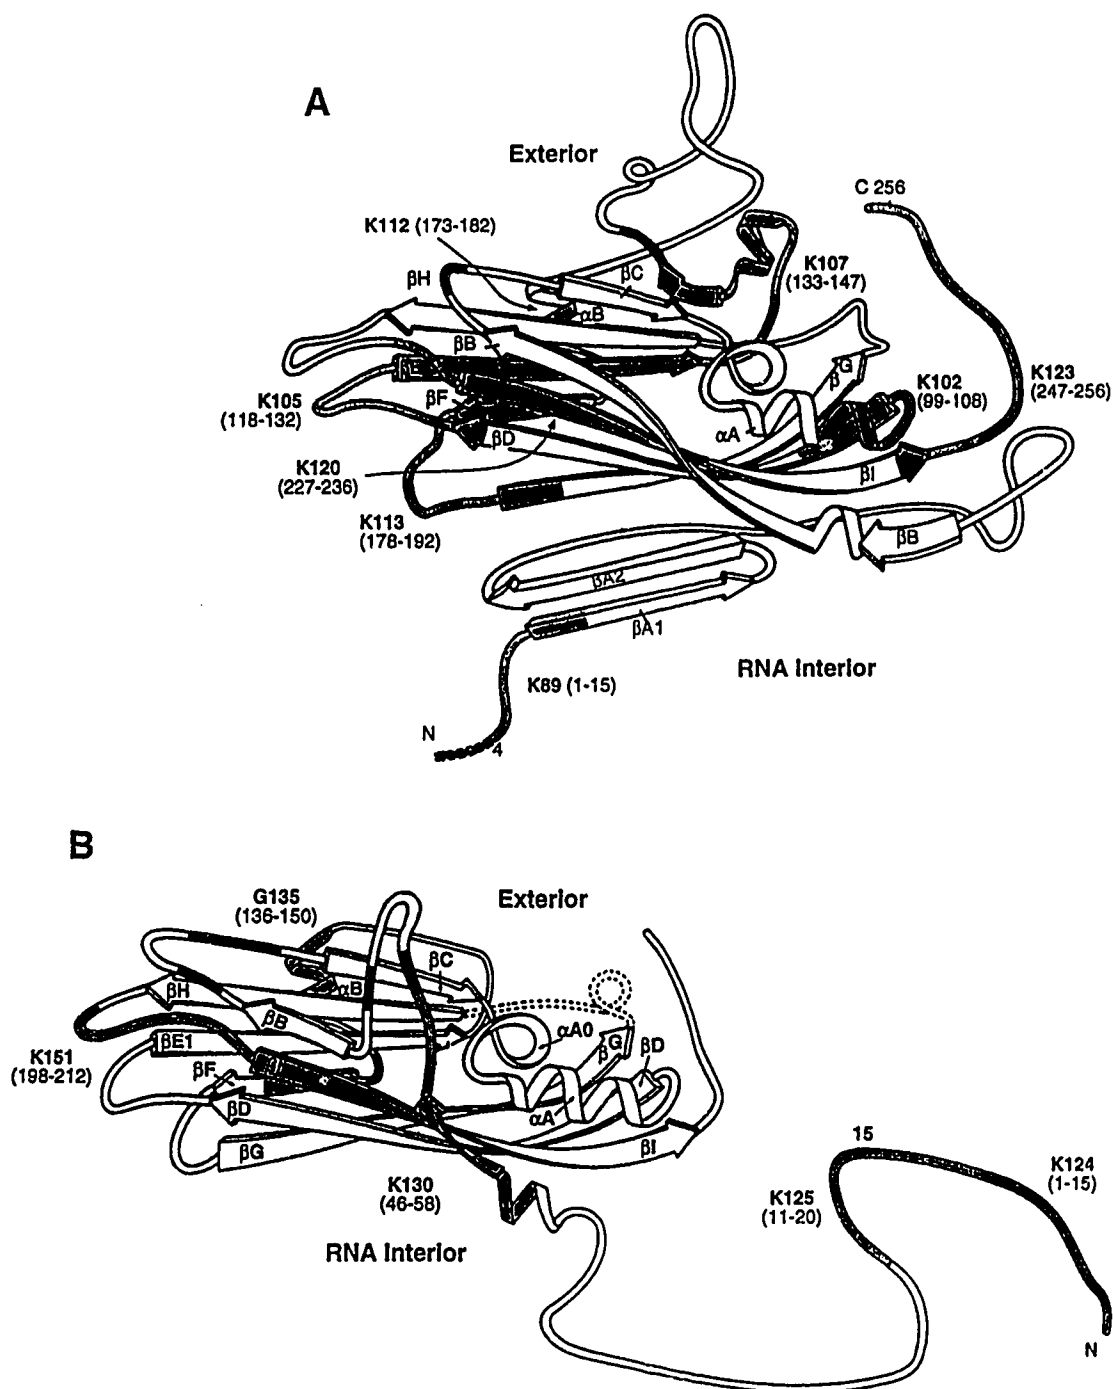 A
Exterior
C 256
K112 (173-182)
βH
βC
K107
(133-147)
αB
βB
βG
βE
K105
(118-132)
βF
K102
(99-108)
K123
(247-256)
βD
αA
K120
(227-236)
βI
K113
(178-192)
βB
βA2
βA1
RNA Interior
K89 (1-15)
N
4
B
G135
(136-150)
Exterior
βC
βH
αB
βB
αA0
βG
βD
K151
(198-212)
βE1
βF
βD
αA
βG
βI
15
K124
(1-15)
K130
(46-58)
K125
(11-20)
RNA Interior
N